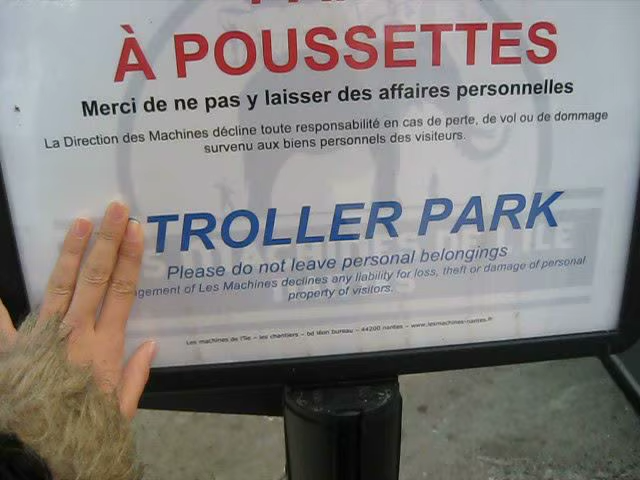 À POUSSETTES
Merci de ne pas y laisser des affaires personnelles
La Direction des Machines décline toute responsabilité en cas de perte, de vol ou de dommage
survenu aux biens personnels des visiteurs.
TROLLER PARK
Please do not leave personal belongings
agement of Les Machines declines any liability for loss, theft or damage of personal
property of visitors.
Les machines de l'île – les chantiers – bd léon bureau – 44200 nantes – www.lesmachines-nantes.fr